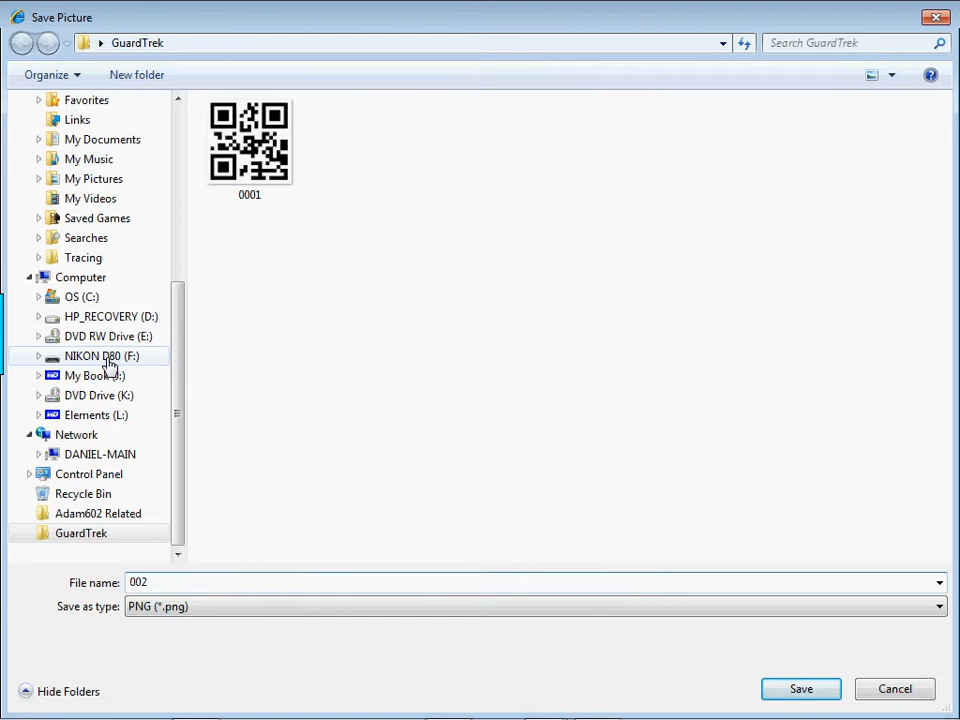 Save Picture
GuardTrek
Search GuardTrek
Organize
New folder
Favorites
Links
My Documents
My Music
My Pictures
My Videos
Saved Games
Searches
Tracing
Computer
OS (C:)
HP_RECOVERY (D:)
DVD RW Drive (E:)
NIKON D80 (F:)
My Book
DVD Drive (K:)
Elements (L:)
Network
DANIEL-MAIN
Control Panel
Recycle Bin
Adam602 Related
GuardTrek
0001
File name: 002
Save as type: PNG (*.png)
Hide Folders
Save
Cancel